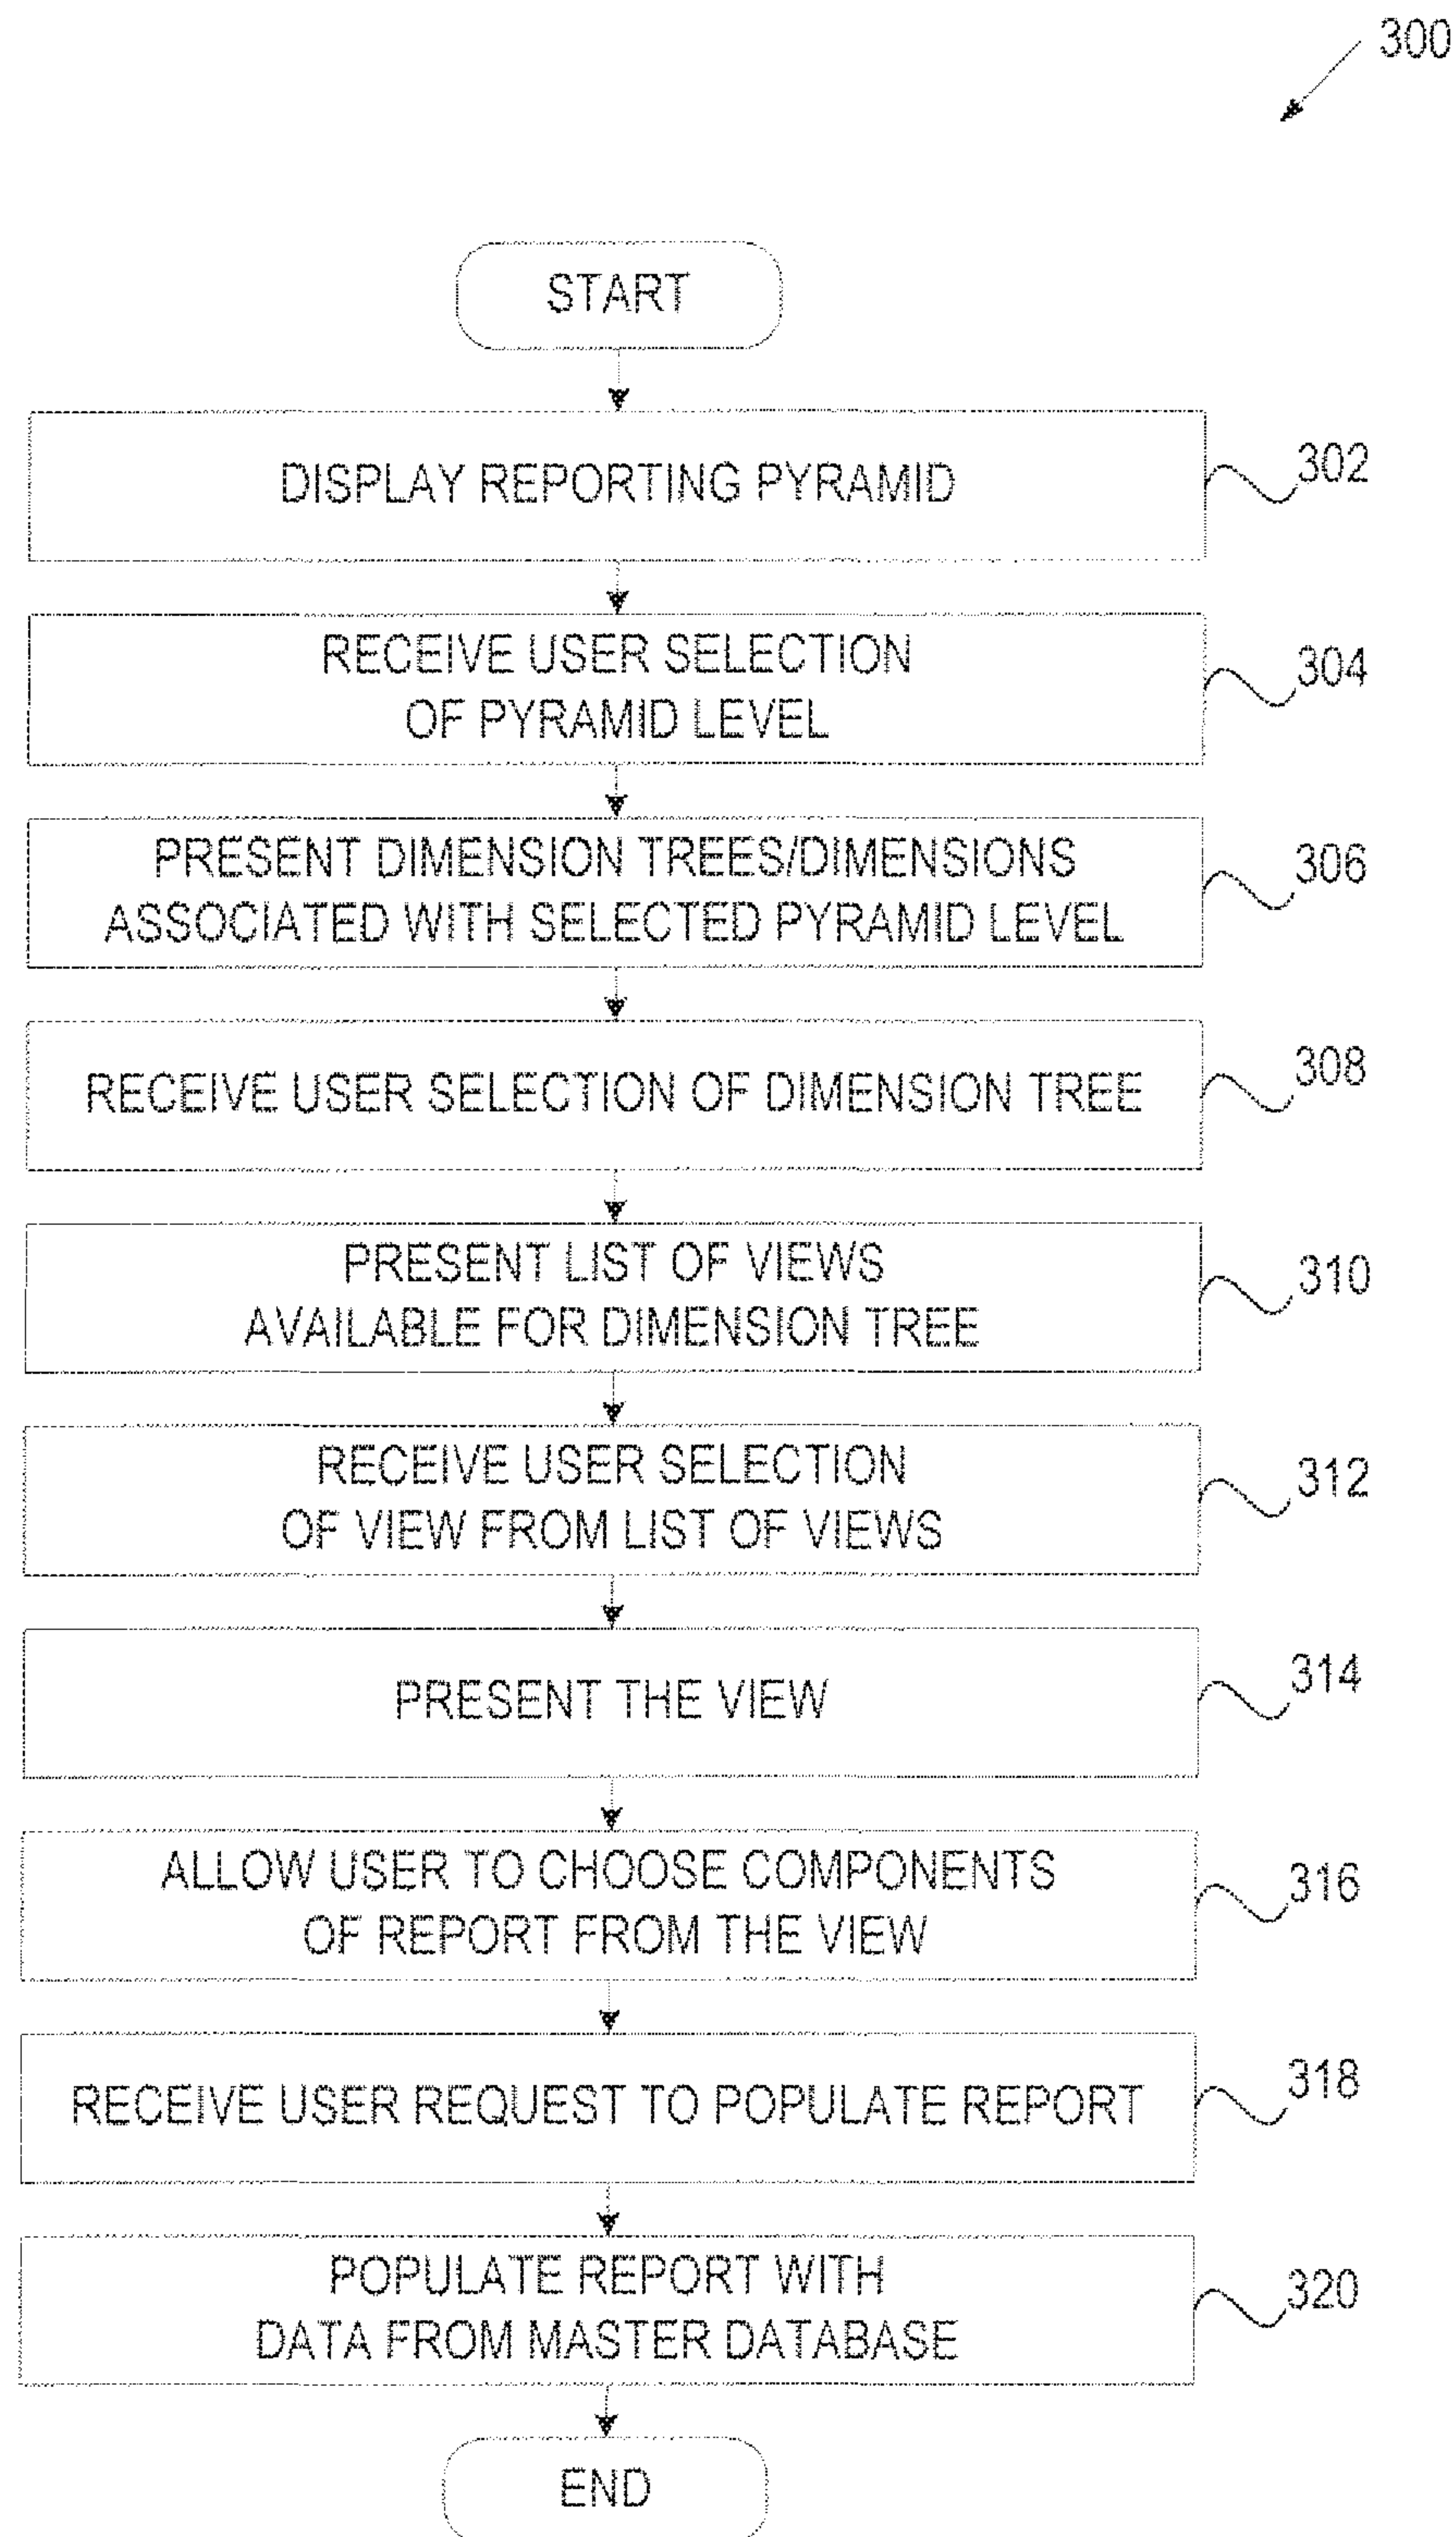 300
START
DISPLAY REPORTING PYRAMID
302
RECEIVE USER SELECTION
OF PYRAMID LEVEL
304
PRESENT DIMENSION TREES/DIMENSIONS
ASSOCIATED WITH SELECTED PYRAMID LEVEL
306
RECEIVE USER SELECTION OF DIMENSION TREE
308
PRESENT LIST OF VIEWS
AVAILABLE FOR DIMENSION TREE
310
RECEIVE USER SELECTION
OF VIEW FROM LIST OF VIEWS
312
PRESENT THE VIEW
314
ALLOW USER TO CHOOSE COMPONENTS
OF REPORT FROM THE VIEW
316
RECEIVE USER REQUEST TO POPULATE REPORT
318
POPULATE REPORT WITH
DATA FROM MASTER DATABASE
320
END